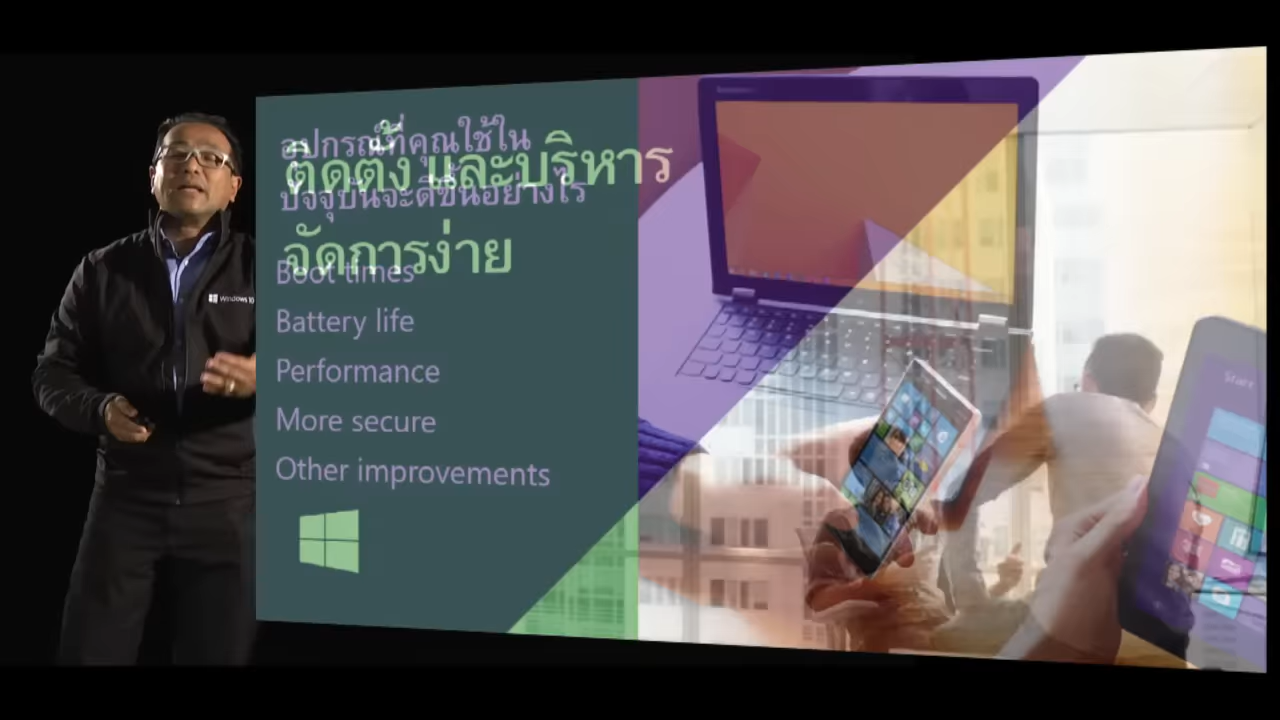 Windows 10
อุปกรณ์ที่คุณใช้ใน
ปัจจุบันจะดีขึ้นอย่างไร
ติดตั้ง และบริหาร
จัดการง่าย
Boot times
Battery life
Performance
More secure
Other improvements
Start